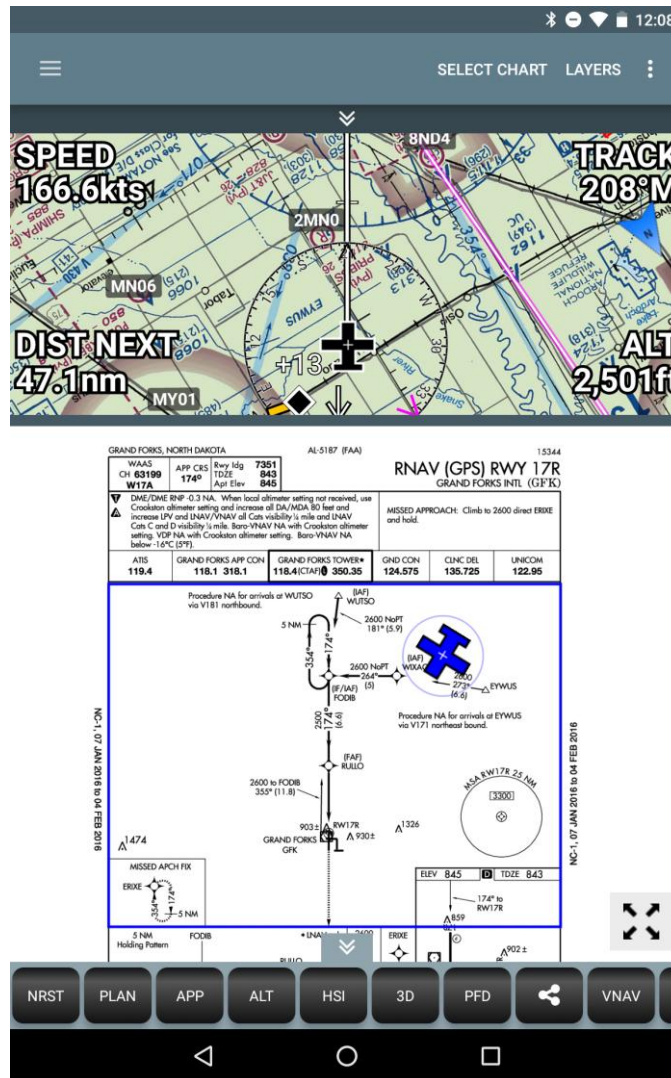 12:08
SELECT CHART LAYERS
SPEED
166.6kts
TRACK
208°M
8ND4
2MN0
MN06
MY01
Tabor
EYWUS
DIST NEXT
47.1nm
+13
ALT
2,501ft
GRAND FORKS, NORTH DAKOTA
AL-5187 (FAA)
15344
WAAS
CH 63199
W17A
APP CRS
174°
Rwy ldg 7351
TDZE 843
Apt Elev 845
RNAV (GPS) RWY 17R
GRAND FORKS INTL (GFK)
DME/DME RNP -0.3 NA. When local altimeter setting not received, use
Crookston altimeter setting and increase all DA/MDA 80 feet and
increase LPV and LNAV/VNAV all Cats visibility ¼ mile and LNAV
Cats C and D visibility ¼ mile. Baro-VNAV NA with Crookston altimeter
setting. VDP NA with Crookston altimeter setting. Baro-VNAV NA
below -16°C (5°F).
MISSED APPROACH: Climb to 2600 direct ERIXE
and hold.
ATIS
119.4
GRAND FORKS APP CON
118.1 318.1
GRAND FORKS TOWER★
118.4 (CTAF) 350.35
GND CON
124.575
CLNC DEL
135.725
UNICOM
122.95
Procedure NA for arrivals at WUTSO
via V181 northbound.
(IAF)
WUTSO
5 NM
2600 NoPT
181° (5.9)
354°
174°
2600 NoPT
264°
(5)
(IAF)
WIXAG
2600
273°
(6.6)
EYWUS
(IF/IAF)
FODIB
2500
174°
(6.6)
Procedure NA for arrivals at EYWUS
via V171 northeast bound.
(FAF)
RULLO
2600 to FODIB
355° (11.8)
MSA RW17R 25 NM
3300
903±
RW17R
930±
1326
GRAND FORKS
GFK
1474
MISSED APCH FIX
ERIXE
354°
174°
5 NM
NC-1, 07 JAN 2016 to 04 FEB 2016
NC-1, 07 JAN 2016 to 04 FEB 2016
ELEV 845 D TDZE 843
174° to
RW17R
859
902±
5 NM
Holding Pattern
FODIB
ERIXE
NRST PLAN APP ALT HSI 3D PFD VNAV